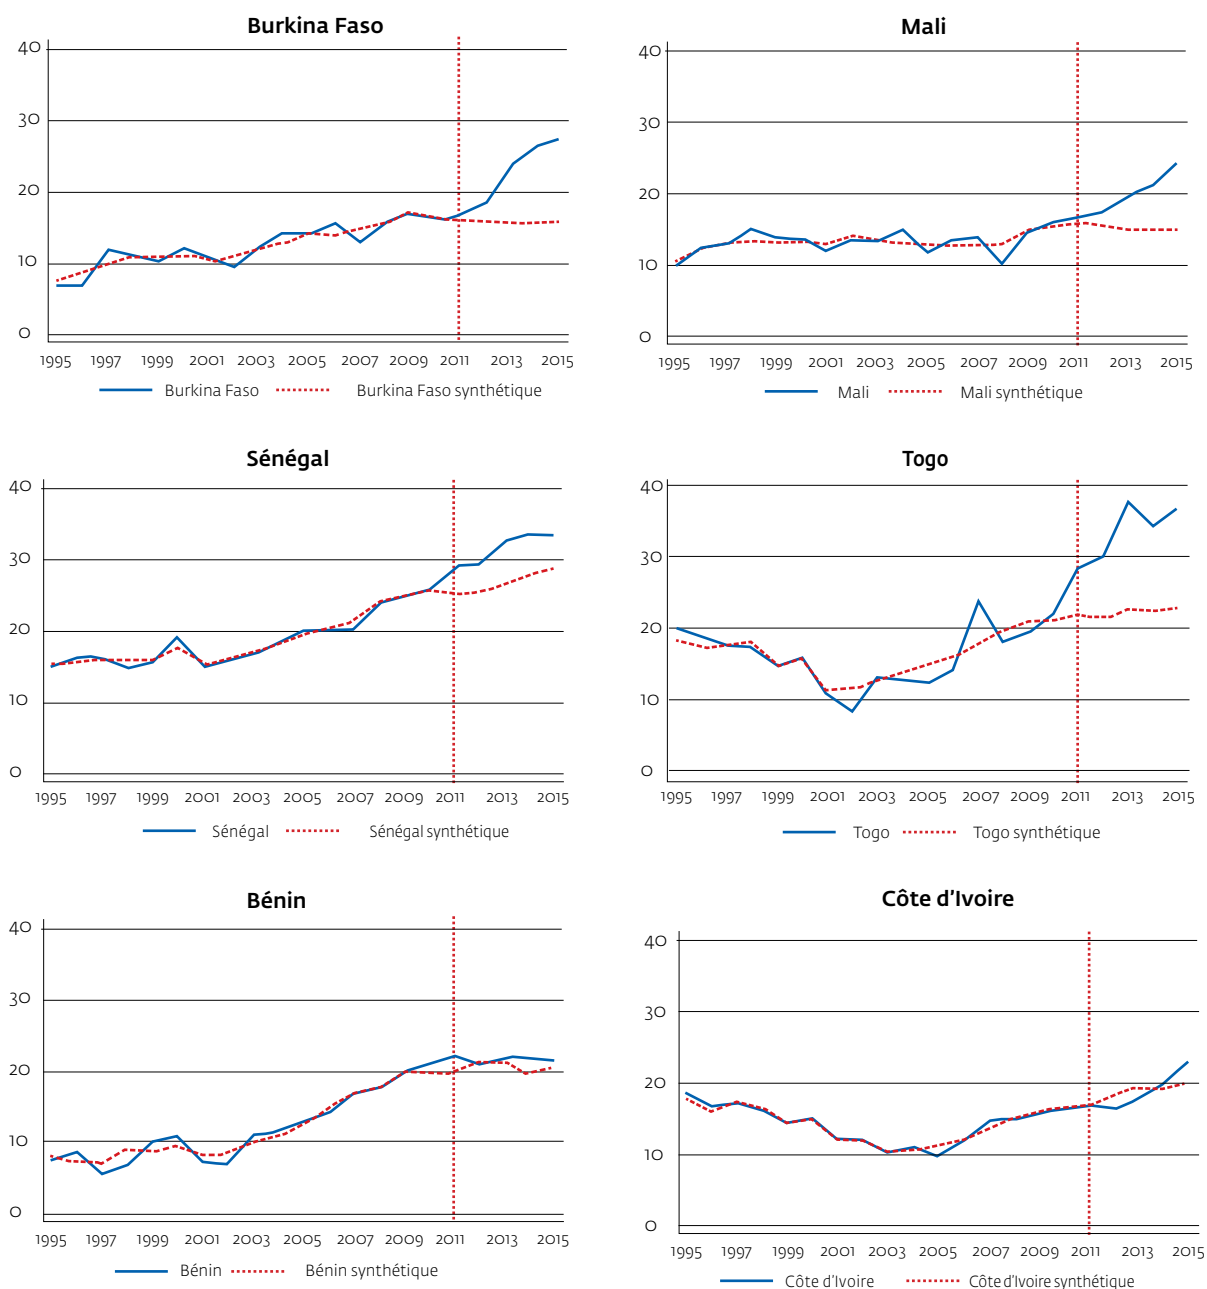 Burkina Faso
40
30
20
10
0
1995 1997 1999 2001 2003 2005 2007 2009 2011 2013 2015
Burkina Faso Burkina Faso synthétique
Mali
40
30
20
10
0
1995 1997 1999 2001 2003 2005 2007 2009 2011 2013 2015
Mali Mali synthétique
Sénégal
40
30
20
10
0
1995 1997 1999 2001 2003 2005 2007 2009 2011 2013 2015
Sénégal Sénégal synthétique
Togo
40
30
20
10
0
1995 1997 1999 2001 2003 2005 2007 2009 2011 2013 2015
Togo Togo synthétique
Bénin
40
30
20
10
0
1995 1997 1999 2001 2003 2005 2007 2009 2011 2013 2015
Bénin Bénin synthétique
Côte d'Ivoire
40
30
20
10
0
1995 1997 1999 2001 2003 2005 2007 2009 2011 2013 2015
Côte d'Ivoire Côte d'Ivoire synthétique